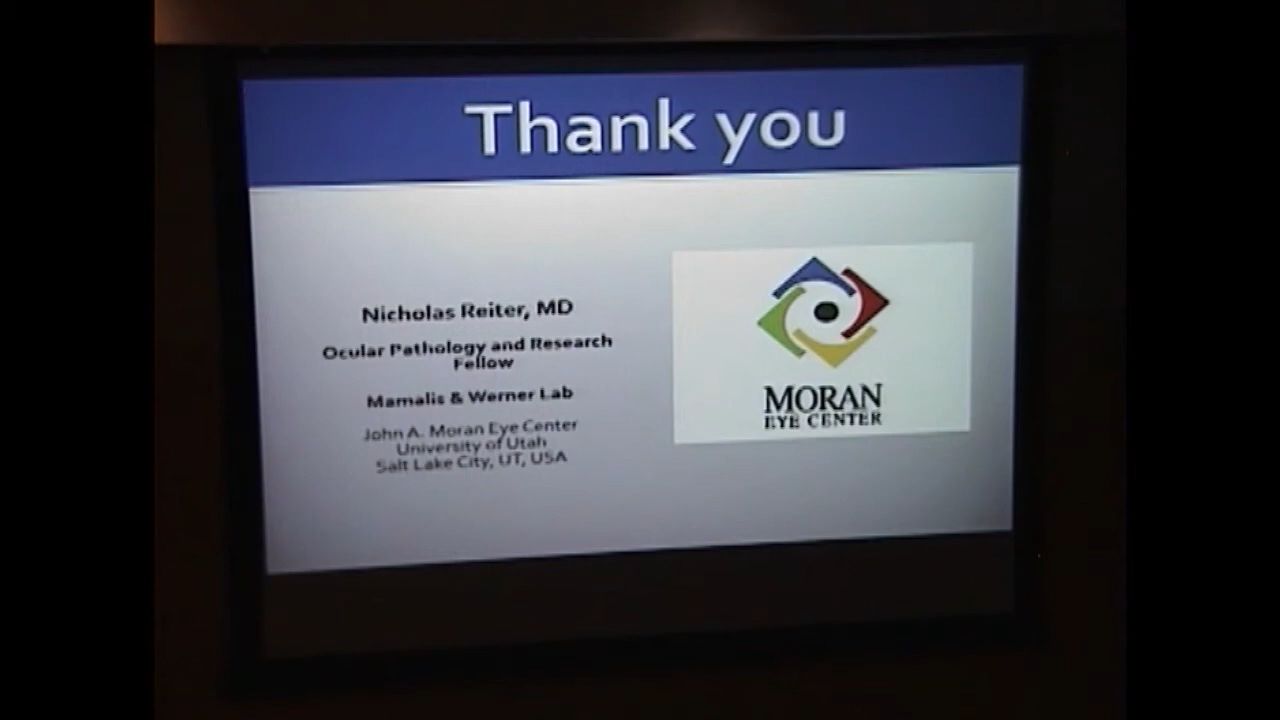 Thank you
Nicholas Reiter, MD
Ocular Pathology and Research
Fellow
Mamalis & Werner Lab
John A. Moran Eye Center
University of Utah
Salt Lake City, UT, USA
MORAN
EYE CENTER